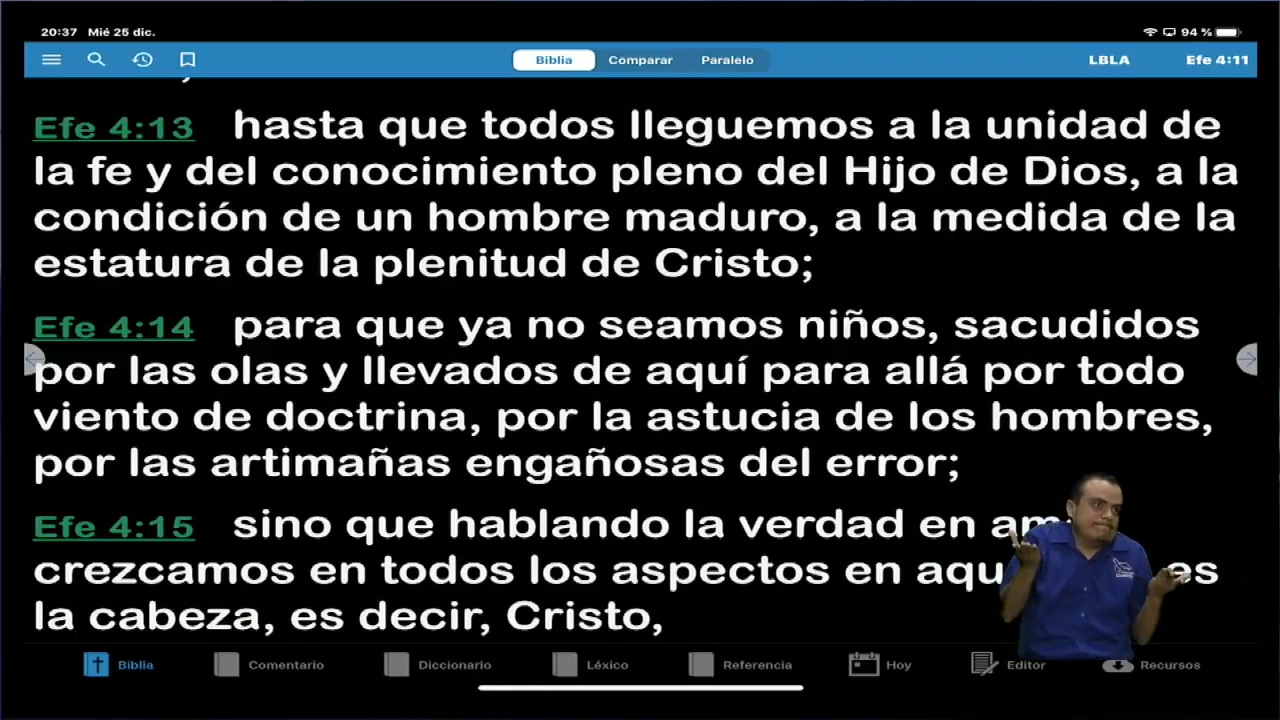 20:37 Mié 25 dic.
94 %
Biblia Comparar Paralelo LBLA Efe 4:11
Efe 4:13 hasta que todos lleguemos a la unidad de
la fe y del conocimiento pleno del Hijo de Dios, a la
condición de un hombre maduro, a la medida de la
estatura de la plenitud de Cristo;
Efe 4:14 para que ya no seamos niños, sacudidos
por las olas y llevados de aquí para allá por todo
viento de doctrina, por la astucia de los hombres,
por las artimañas engañosas del error;
Efe 4:15 sino que hablando la verdad en
crezcamos en todos los aspectos en es
la cabeza, es decir, Cristo,
Biblia Comentario Diccionario Léxico Referencia Hoy Editor Recursos